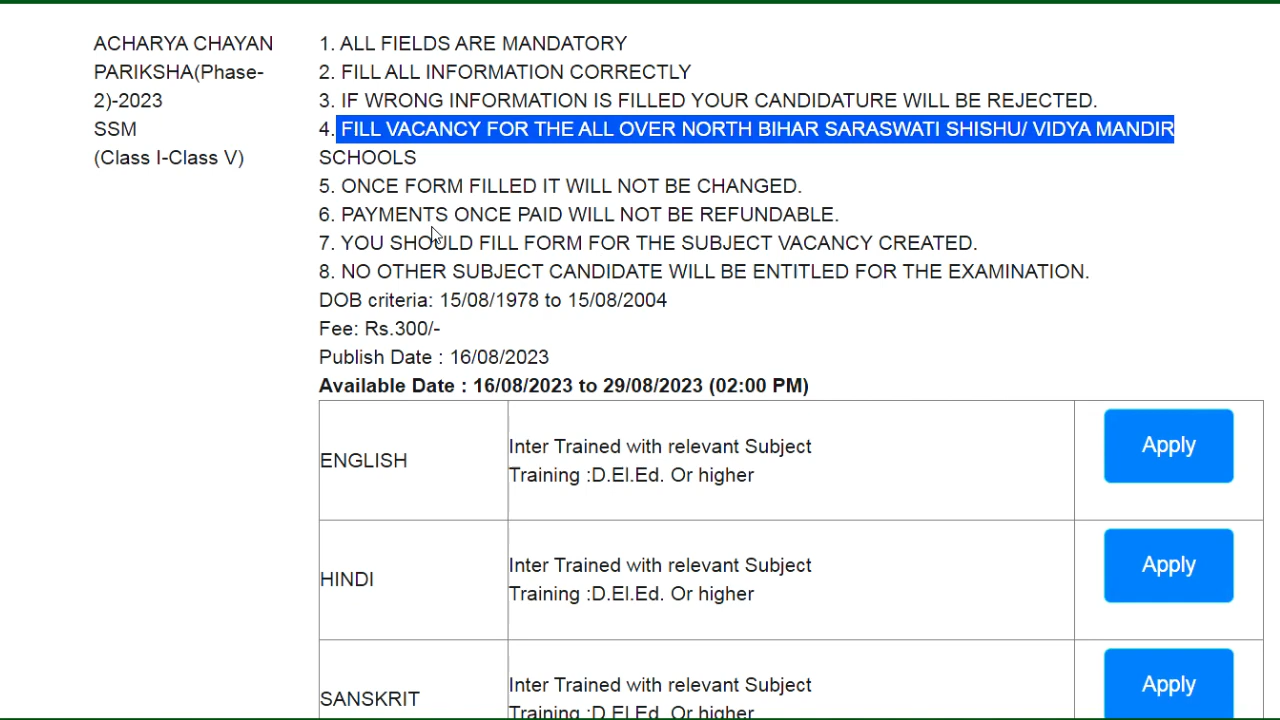 ACHARYA CHAYAN
PARIKSHA(Phase-
2)-2023
SSM
(Class I-Class V)
1. ALL FIELDS ARE MANDATORY
2. FILL ALL INFORMATION CORRECTLY
3. IF WRONG INFORMATION IS FILLED YOUR CANDIDATURE WILL BE REJECTED.
4. FILL VACANCY FOR THE ALL OVER NORTH BIHAR SARASWATI SHISHU/ VIDYA MANDIR
SCHOOLS
5. ONCE FORM FILLED IT WILL NOT BE CHANGED.
6. PAYMENTS ONCE PAID WILL NOT BE REFUNDABLE.
7. YOU SHOULD FILL FORM FOR THE SUBJECT VACANCY CREATED.
8. NO OTHER SUBJECT CANDIDATE WILL BE ENTITLED FOR THE EXAMINATION.
DOB criteria: 15/08/1978 to 15/08/2004
Fee: Rs.300/-
Publish Date : 16/08/2023
Available Date : 16/08/2023 to 29/08/2023 (02:00 PM)
ENGLISH
Inter Trained with relevant Subject
Training :D.El.Ed. Or higher
Apply
HINDI
Inter Trained with relevant Subject
Training :D.El.Ed. Or higher
Apply
SANSKRIT
Inter Trained with relevant Subject
Training :D.El.Ed. Or higher
Apply